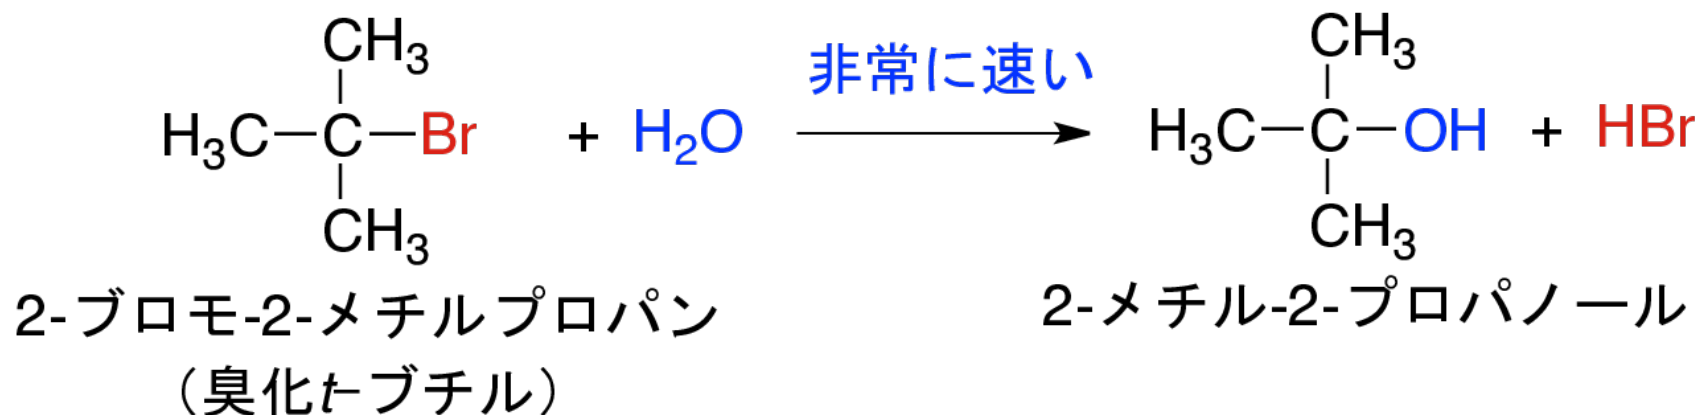 CH₃ CH₃
非常に速い
H₃C—C—Br + H₂O → H₃C—C—OH + HBr
CH₃ CH₃
2-ブロモ-2-メチルプロパン 2-メチル-2-プロパノール
（臭化t-ブチル）